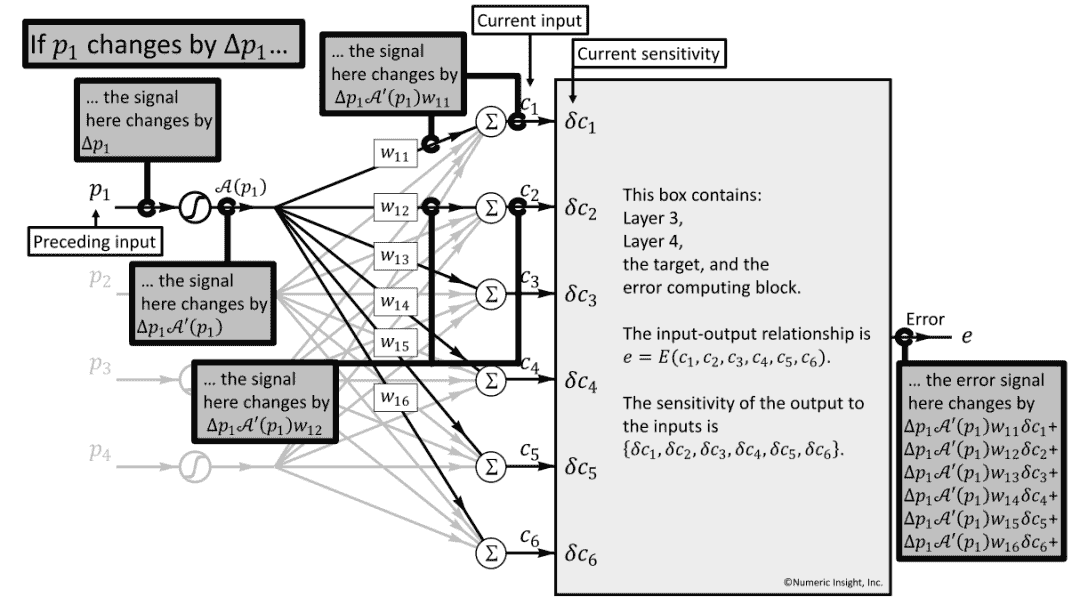 If p₁ changes by Δp₁...
Current input
Current sensitivity
... the signal
here changes by
Δp₁𝒜′(p₁)w₁₁
... the signal
here changes by
Δp₁
p₁
𝒜(p₁)
Preceding input
... the signal
here changes by
Δp₁𝒜′(p₁)
p₂
p₃
p₄
... the signal
here changes by
Δp₁𝒜′(p₁)w₁₂
w₁₁
w₁₂
w₁₃
w₁₄
w₁₅
w₁₆
Σ
Σ
Σ
Σ
Σ
Σ
c₁
c₂
c₃
c₄
c₅
c₆
δc₁
δc₂
δc₃
δc₄
δc₅
δc₆
This box contains:
Layer 3,
Layer 4,
the target, and the
error computing block.
The input-output relationship is
e = E(c₁, c₂, c₃, c₄, c₅, c₆).
The sensitivity of the output to
the inputs is
{δc₁, δc₂, δc₃, δc₄, δc₅, δc₆}.
©Numeric Insight, Inc.
Error
e
... the error signal
here changes by
Δp₁𝒜′(p₁)w₁₁δc₁+
Δp₁𝒜′(p₁)w₁₂δc₂+
Δp₁𝒜′(p₁)w₁₃δc₃+
Δp₁𝒜′(p₁)w₁₄δc₄+
Δp₁𝒜′(p₁)w₁₅δc₅+
Δp₁𝒜′(p₁)w₁₆δc₆+